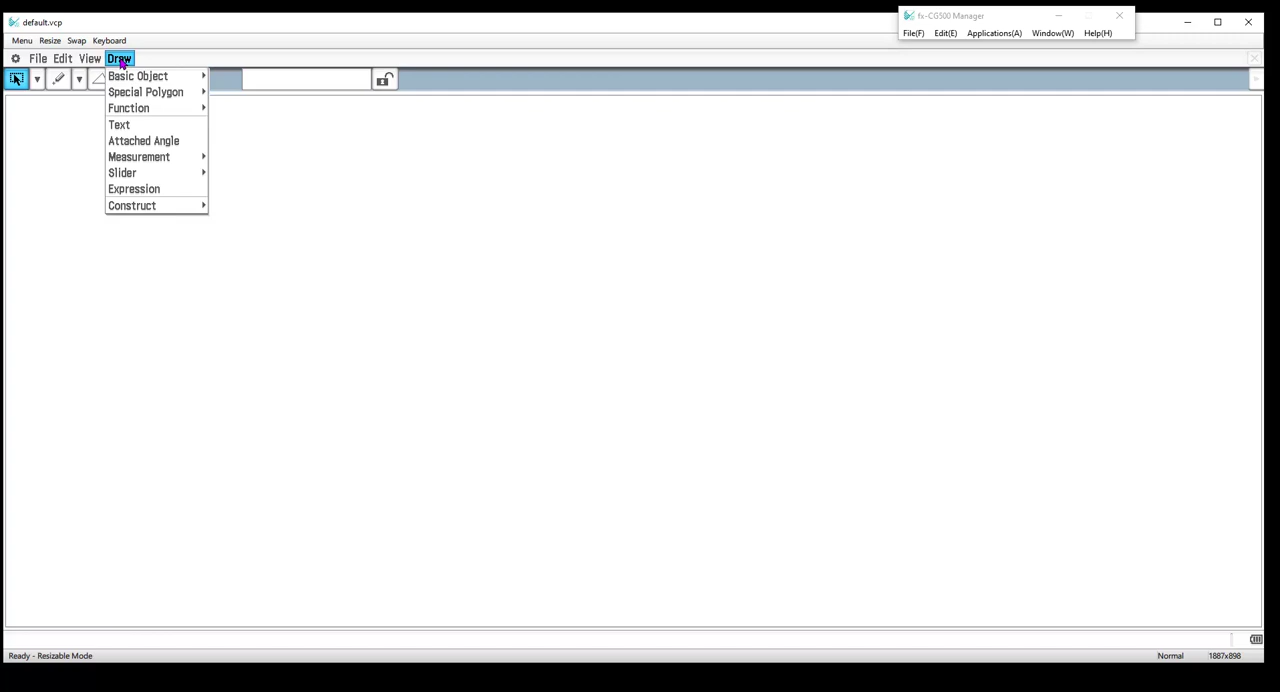 default.vcp
fx-CG500 Manager
File(F) Edit(E) Applications(A) Window(W) Help(H)
Menu Resize Swap Keyboard
File Edit View Draw
Basic Object
Special Polygon
Function
Text
Attached Angle
Measurement
Slider
Expression
Construct
Ready - Resizable Mode
Normal
1887x898